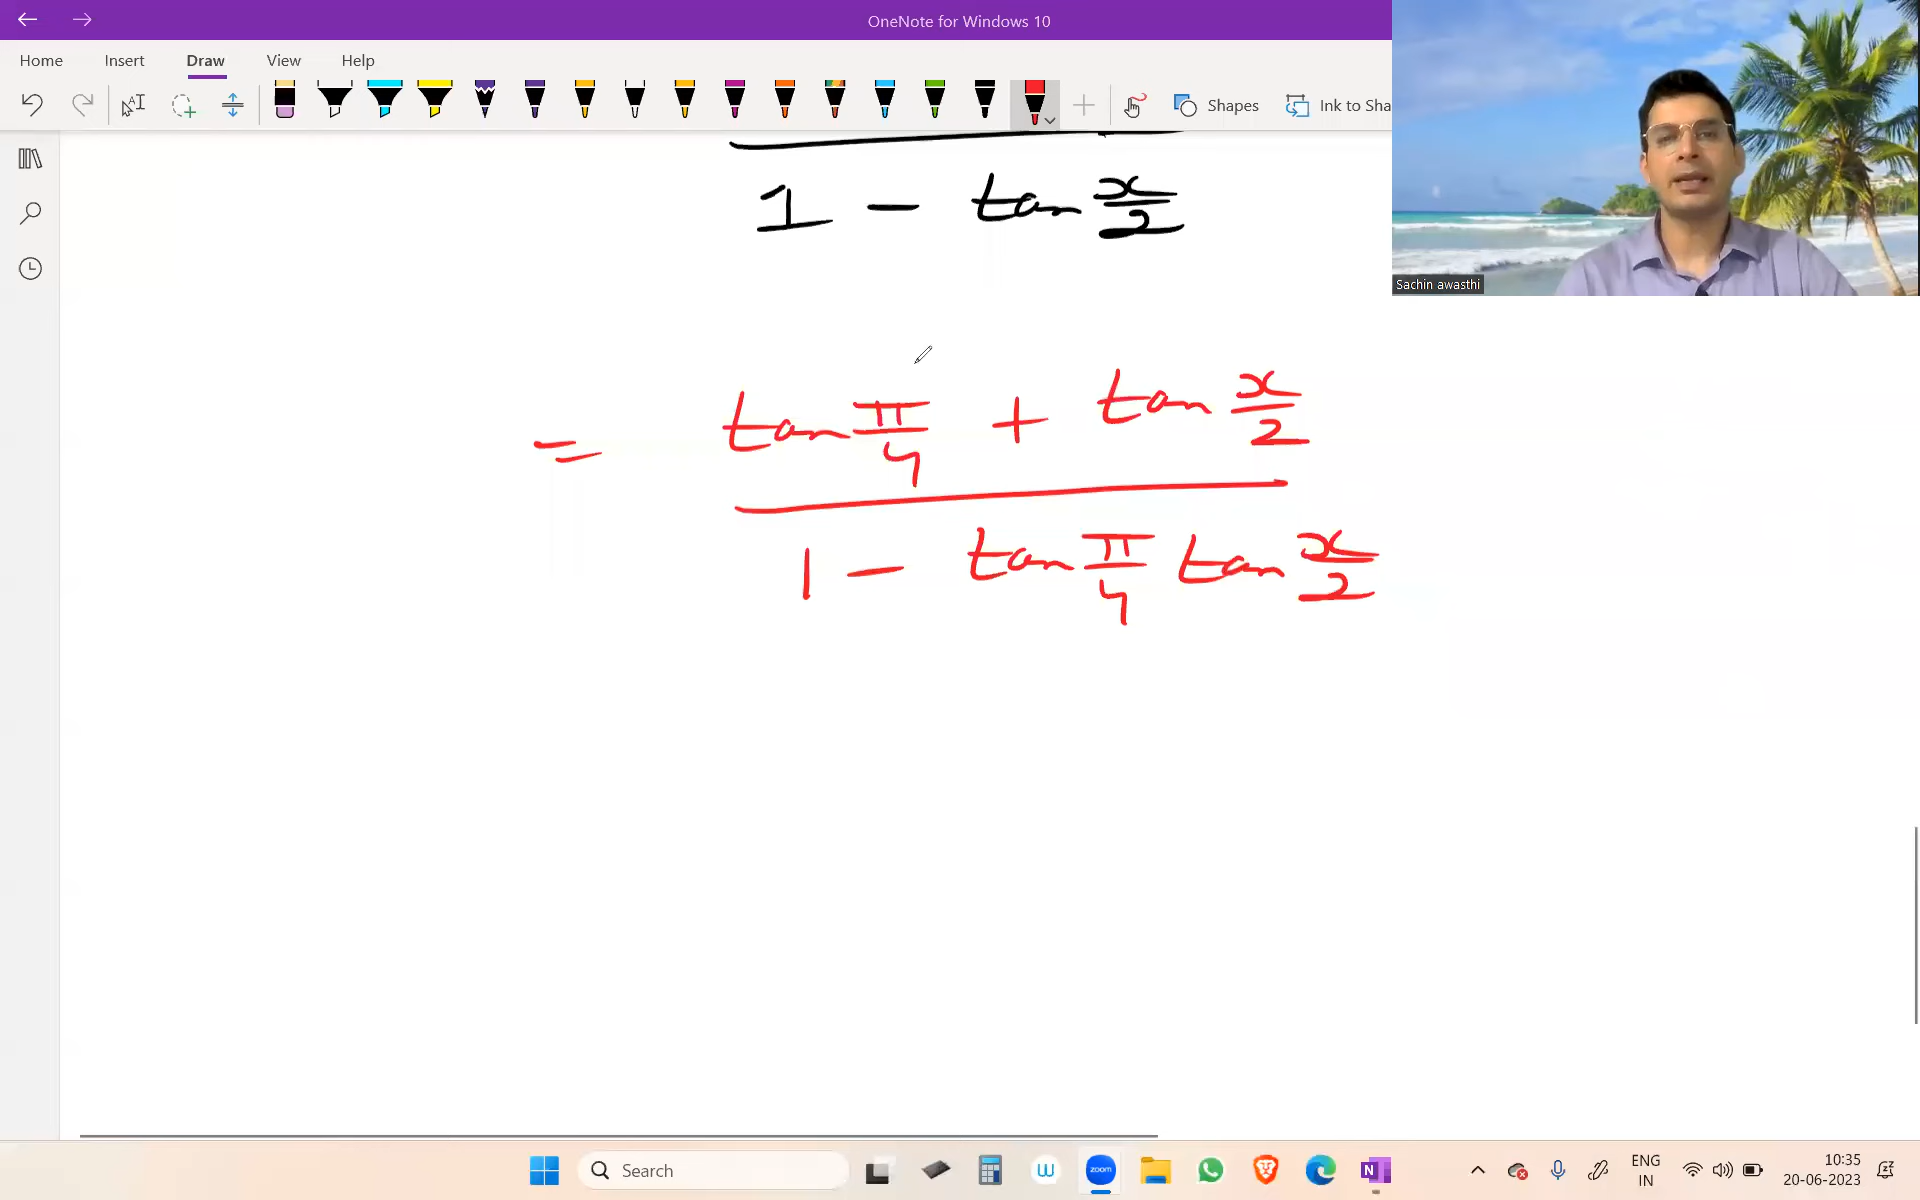 OneNote for Windows 10
Home Insert Draw View Help
Shapes Ink to Sha
Sachin awasthi
1 - tan x/2
= tan π/4 + tan x/2
1 - tan π/4 tan x/2
Search
zoom
ENG
IN
10:35
20-06-2023